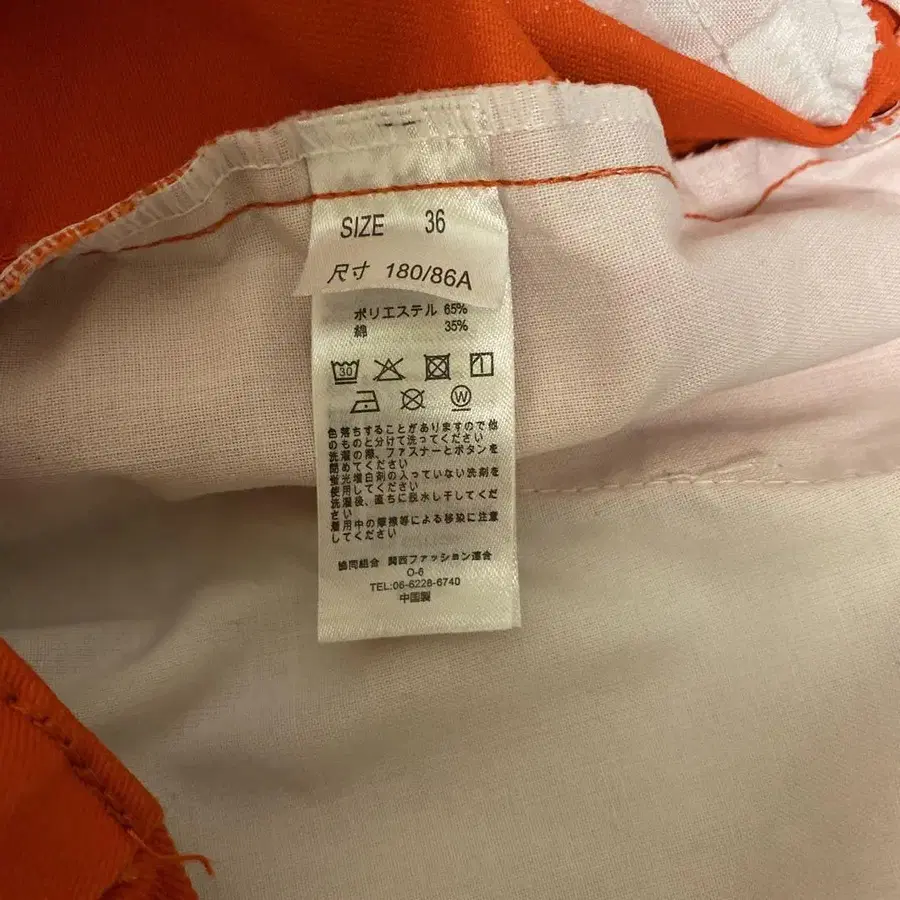 SIZE 36
尺寸 180/86A
ポリエステル 65%
綿 35%
30
W
色落ちすることがありますので他
のものと分けて洗ってください
洗濯の際、ファスナーとボタンを
閉めてください
蛍光増白剤の入っていない洗剤を
使用してください
洗濯後、直ちに脱水し干してくだ
さい
着用中の摩擦等による移染に注意
してください
協同組合 関西ファッション連合
O-6
TEL:06-6228-6740
中国製